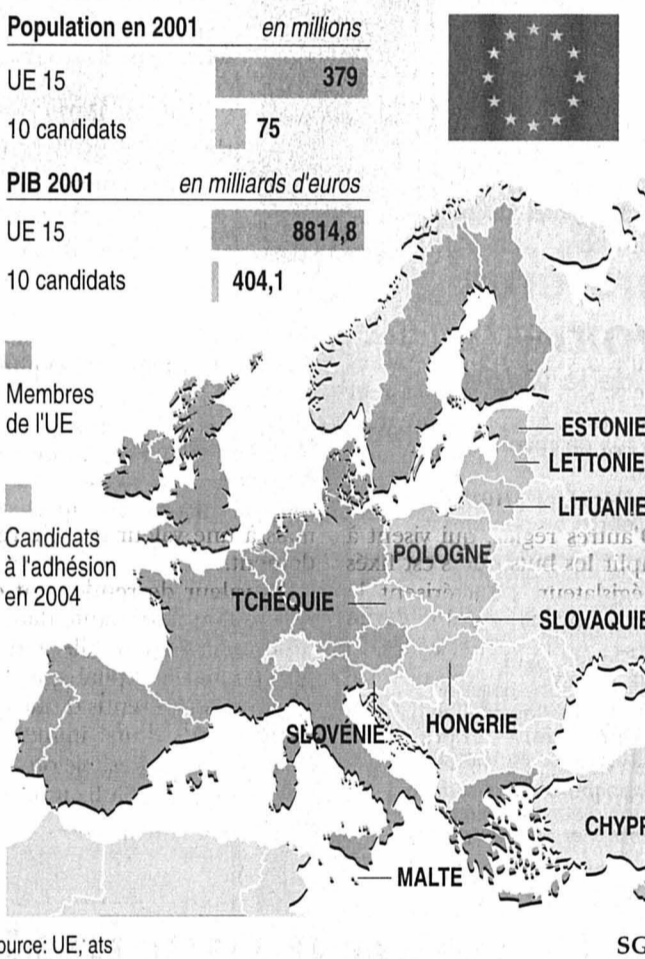 Population en 2001 en millions
UE 15 379
10 candidats 75
PIB 2001 en milliards d'euros
UE 15 8814,8
10 candidats 404,1
Membres
de l'UE
Candidats
à l'adhésion
en 2004
ESTONIE
LETTONIE
LITUANIE
POLOGNE
TCHÉQUIE
SLOVAQUIE
SLOVÉNIE
HONGRIE
CHYPR
MALTE
ource: UE, ats
SG